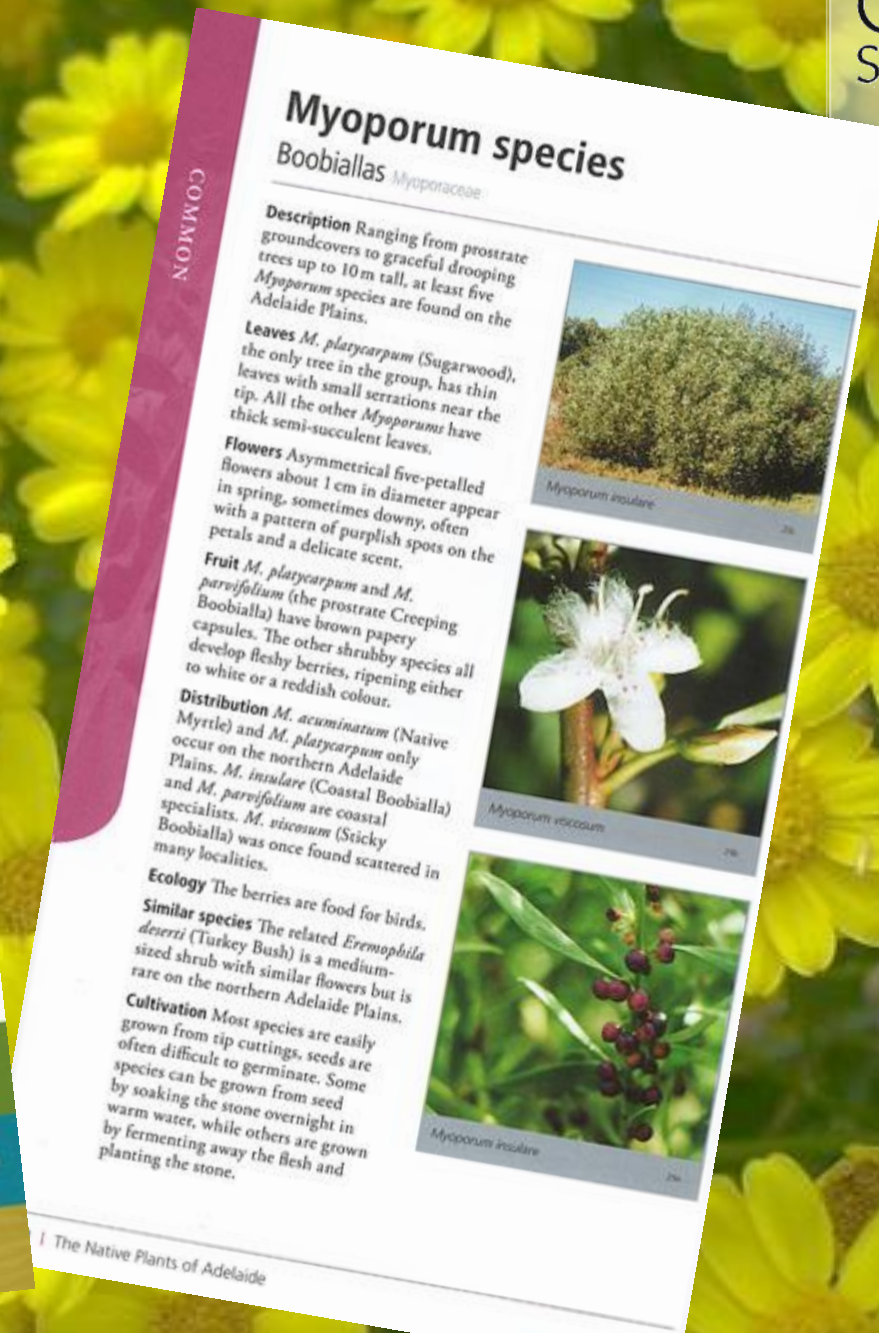 Myoporum species
Boobiallas Myoporaceae
COMMON
Description Ranging from prostrate
groundcovers to graceful drooping
trees up to 10 m tall, at least five
Myoporum species are found on the
Adelaide Plains.
Leaves M. platycarpum (Sugarwood),
the only tree in the group, has thin
leaves with small serrations near the
tip. All the other Myoporums have
thick semi-succulent leaves.
Flowers Asymmetrical five-petalled
flowers about 1 cm in diameter appear
in spring, sometimes downy, often
with a pattern of purplish spots on the
petals and a delicate scent.
Fruit M. platycarpum and M.
parvifolium (the prostrate Creeping
Boobialla) have brown papery
capsules. The other shrubby species all
develop fleshy berries, ripening either
to white or a reddish colour.
Distribution M. acuminatum (Native
Myrtle) and M. platycarpum only
occur on the northern Adelaide
Plains. M. insulare (Coastal Boobialla)
and M. parvifolium are coastal
specialists. M. viscosum (Sticky
Boobialla) was once found scattered in
many localities.
Ecology The berries are food for birds.
Similar species The related Eremophila
deserti (Turkey Bush) is a medium-
sized shrub with similar flowers but is
rare on the northern Adelaide Plains.
Cultivation Most species are easily
grown from tip cuttings, seeds are
often difficult to germinate. Some
species can be grown from seed
by soaking the stone overnight in
warm water, while others are grown
by fermenting away the flesh and
planting the stone.
Myoporum insulare
Myoporum viscosum
Myoporum insulare
| The Native Plants of Adelaide